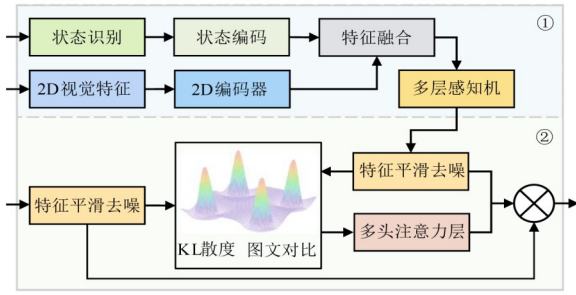 ①
状态识别
状态编码
特征融合
2D视觉特征
2D编码器
多层感知机
②
特征平滑去噪
特征平滑去噪
KL散度 图文对比
多头注意力层